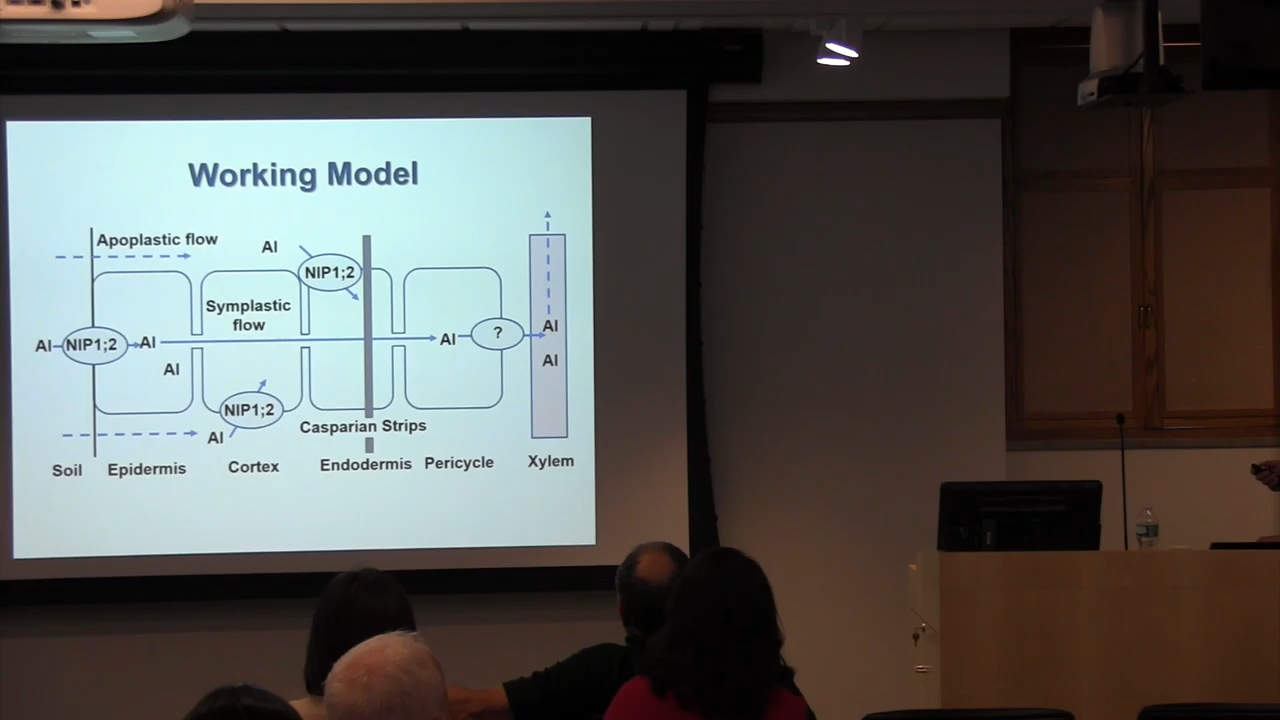 Working Model
Apoplastic flow
Al
NIP1;2
Symplastic
flow
Al
NIP1;2
Al
Al
?
Al
Al
Al
NIP1;2
Al
Casparian Strips
Soil
Epidermis
Cortex
Endodermis
Pericycle
Xylem